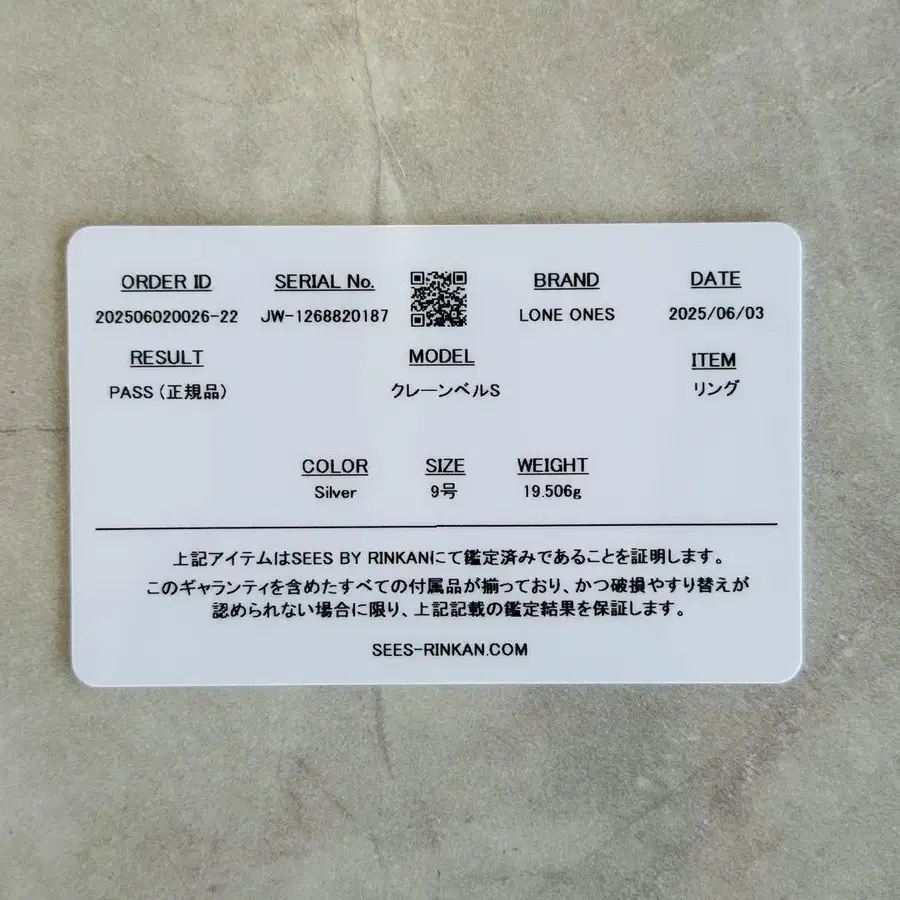 ORDER ID SERIAL No. BRAND DATE
202506020026-22 JW-1268820187 LONE ONES 2025/06/03
RESULT MODEL ITEM
PASS (正規品) クレーンベルS リング
COLOR SIZE WEIGHT
Silver 9号 19.506g
上記アイテムはSEES BY RINKANにて鑑定済みであることを証明します。
このギャランティを含めたすべての付属品が揃っており、かつ破損やすり替えが
認められない場合に限り、上記記載の鑑定結果を保証します。
SEES-RINKAN.COM